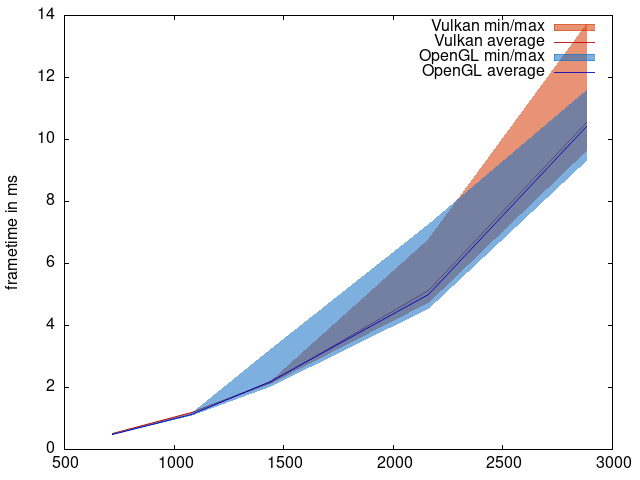 14
12
10
8
6
4
2
0
frametime in ms
Vulkan min/max
Vulkan average
OpenGL min/max
OpenGL average
500 1000 1500 2000 2500 3000